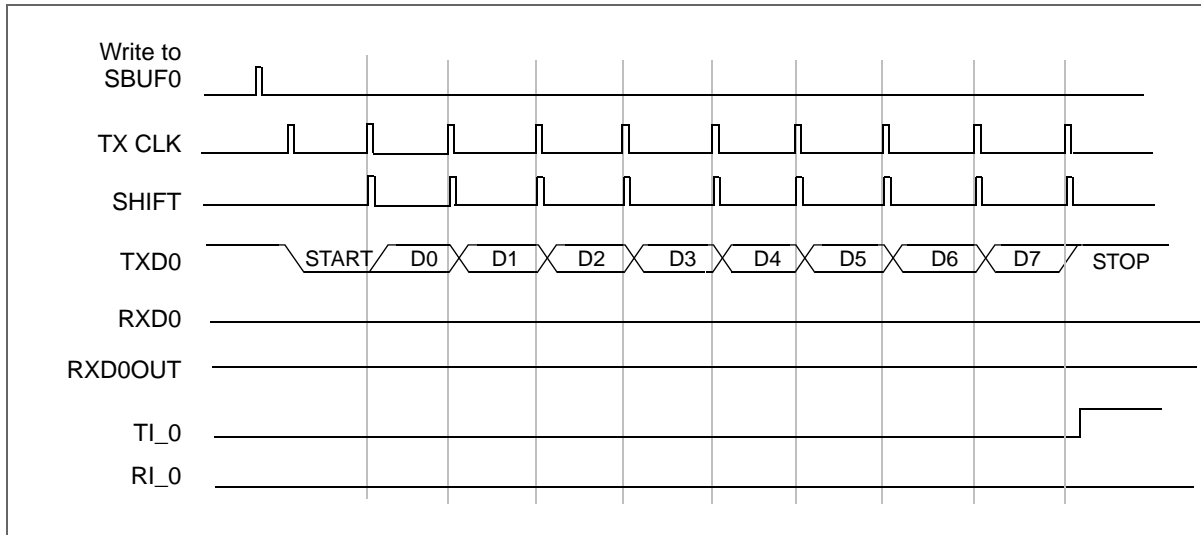 Write to
SBUF0
TX CLK
SHIFT
TXD0 START D0 D1 D2 D3 D4 D5 D6 D7 STOP
RXD0
RXD0OUT
TI_0
RI_0